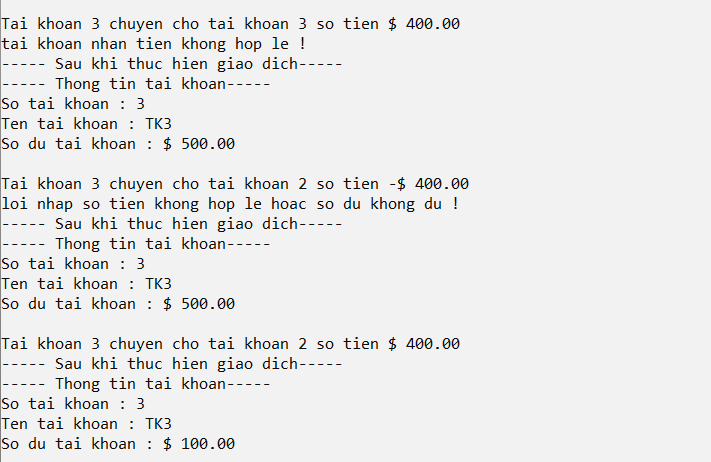 Tai khoan 3 chuyen cho tai khoan 3 so tien $ 400.00
tai khoan nhan tien khong hop le !
----- Sau khi thuc hien giao dich-----
----- Thong tin tai khoan-----
So tai khoan : 3
Ten tai khoan : TK3
So du tai khoan : $ 500.00

Tai khoan 3 chuyen cho tai khoan 2 so tien -$ 400.00
loi nhap so tien khong hop le hoac so du khong du !
----- Sau khi thuc hien giao dich-----
----- Thong tin tai khoan-----
So tai khoan : 3
Ten tai khoan : TK3
So du tai khoan : $ 500.00

Tai khoan 3 chuyen cho tai khoan 2 so tien $ 400.00
----- Sau khi thuc hien giao dich-----
----- Thong tin tai khoan-----
So tai khoan : 3
Ten tai khoan : TK3
So du tai khoan : $ 100.00